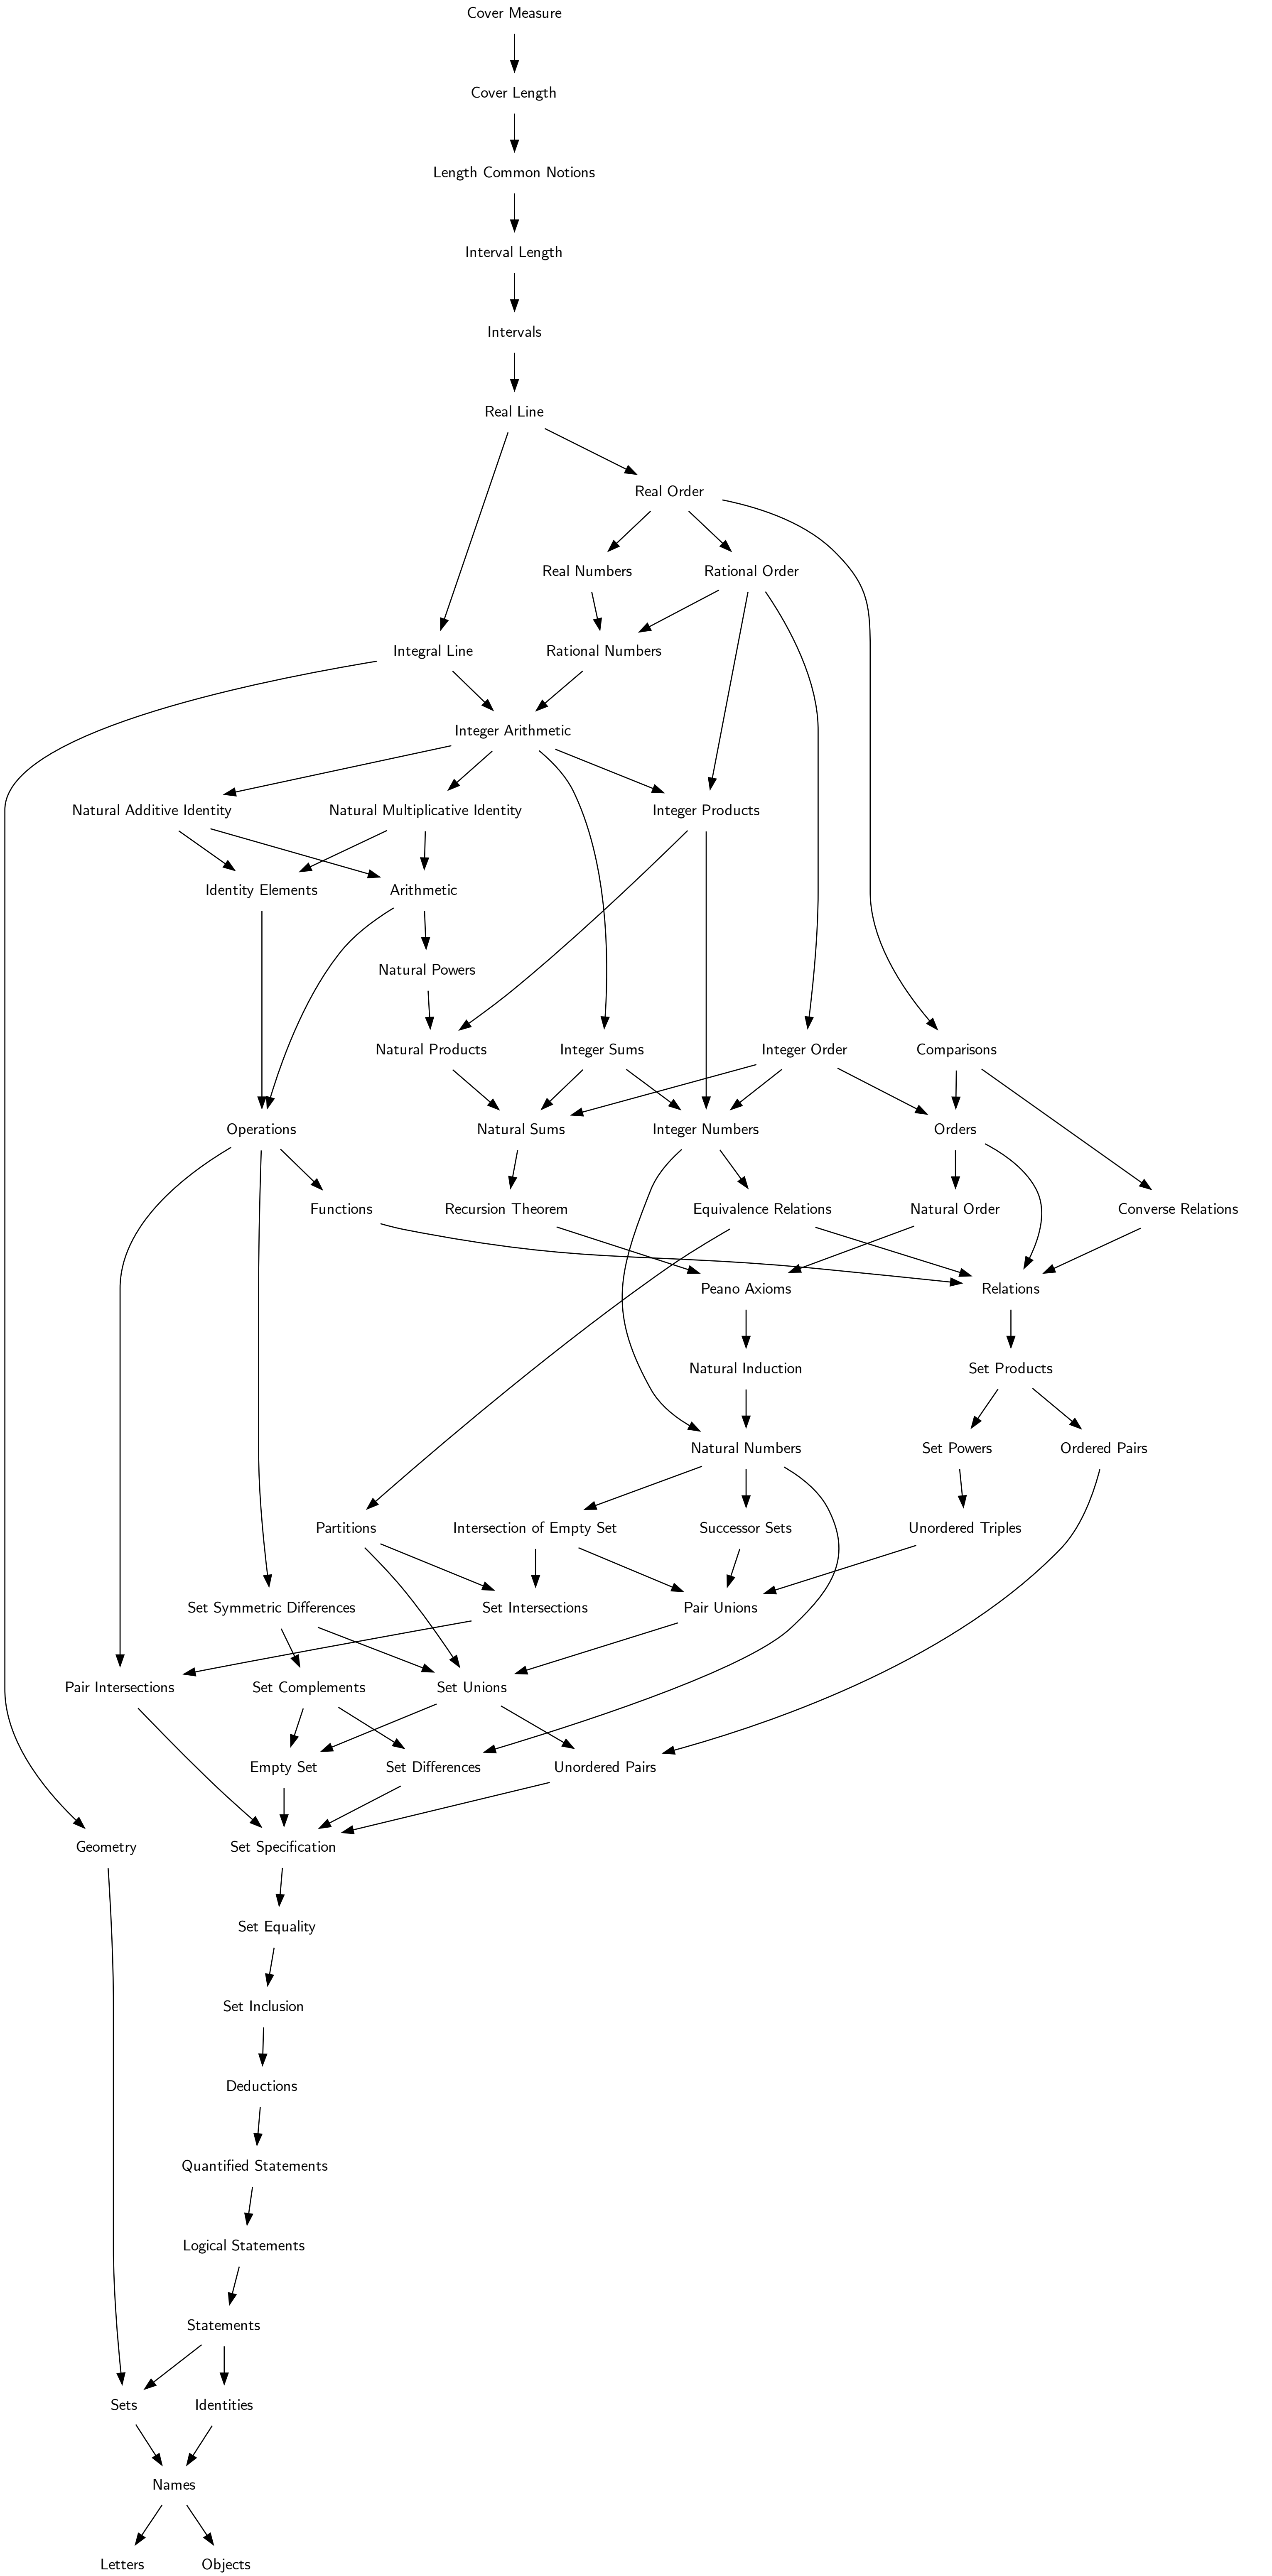 Cover Measure
Cover Length
Length Common Notions
Interval Length
Intervals
Real Line
Real Order
Real Numbers
Rational Order
Integral Line
Rational Numbers
Integer Arithmetic
Natural Additive Identity
Natural Multiplicative Identity
Integer Products
Identity Elements
Arithmetic
Natural Powers
Natural Products
Integer Sums
Integer Order
Comparisons
Operations
Natural Sums
Integer Numbers
Orders
Functions
Recursion Theorem
Equivalence Relations
Natural Order
Converse Relations
Peano Axioms
Relations
Natural Induction
Set Products
Natural Numbers
Set Powers
Ordered Pairs
Partitions
Intersection of Empty Set
Successor Sets
Unordered Triples
Set Symmetric Differences
Set Intersections
Pair Unions
Pair Intersections
Set Complements
Set Unions
Empty Set
Set Differences
Unordered Pairs
Geometry
Set Specification
Set Equality
Set Inclusion
Deductions
Quantified Statements
Logical Statements
Statements
Sets
Identities
Names
Letters
Objects